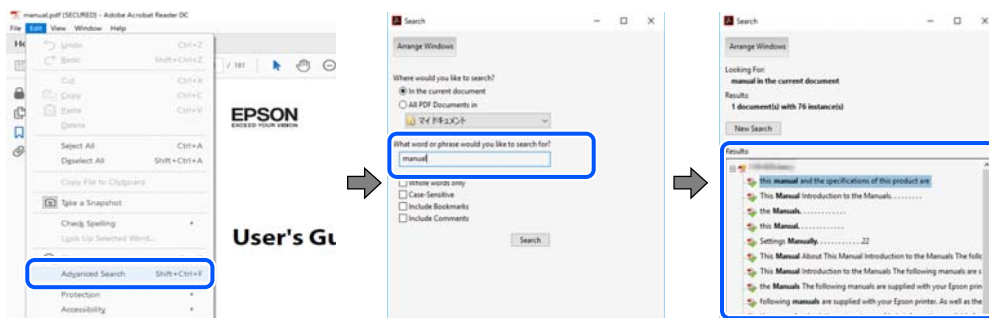 manual.pdf (SECURED) - Adobe Acrobat Reader DC
File Edit View Window Help
Undo Ctrl+Z
Shift+Ctrl+Z
Cut Ctrl+X
Copy Ctrl+C
Paste Ctrl+V
Delete
Select All Ctrl+A
Deselect All Shift+Ctrl+A
Copy File to Clipboard
Take a Snapshot
Check Spelling
Look Up Selected Word...
Advanced Search Shift+Ctrl+F
Protection
Accessibility
/ 181
EPSON
EXCEED YOUR VISION
User's Gu
Search
Arrange Windows
Where would you like to search?
In the current document
All PDF Documents in
マイ ドキュメント
What word or phrase would you like to search for?
manual
Whole words only
Case-Sensitive
Include Bookmarks
Include Comments
Search
Search
Arrange Windows
Looking For:
manual in the current document
Results:
1 document(s) with 76 instance(s)
New Search
Results:
this manual and the specifications of this product are
This Manual Introduction to the Manuals. . . . . . . . .
the Manuals. . . . . . . . . . . . .
this Manual. . . . . . . . . . . . .
Settings Manually. . . . . . . . . . . . .22
This Manual About This Manual Introduction to the Manuals The follo
This Manual Introduction to the Manuals The following manuals are s
the Manuals The following manuals are supplied with your Epson prin
following manuals are supplied with your Epson printer. As well as the